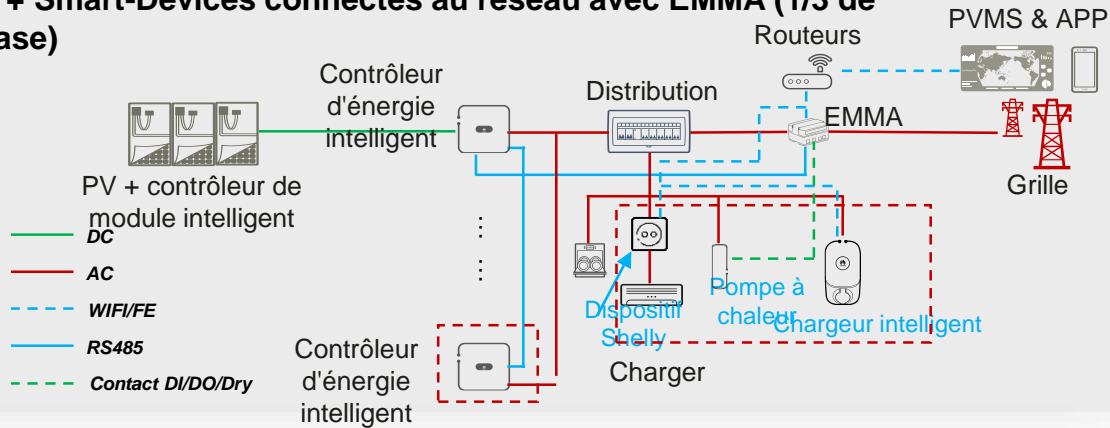 + Smart-Devices connectés au réseau avec EMMA (1/3 de
ase)
PVMS & APP
Routeurs
Contrôleur
d'énergie
intelligent
Distribution
EMMA
Grille
PV + contrôleur de
module intelligent
DC
AC
WIFI/FE
RS485
Contact DI/DO/Dry
Dispositif
Shelly
Pompe à
chaleur
Chargeur intelligent
Charger
Contrôleur
d'énergie
intelligent